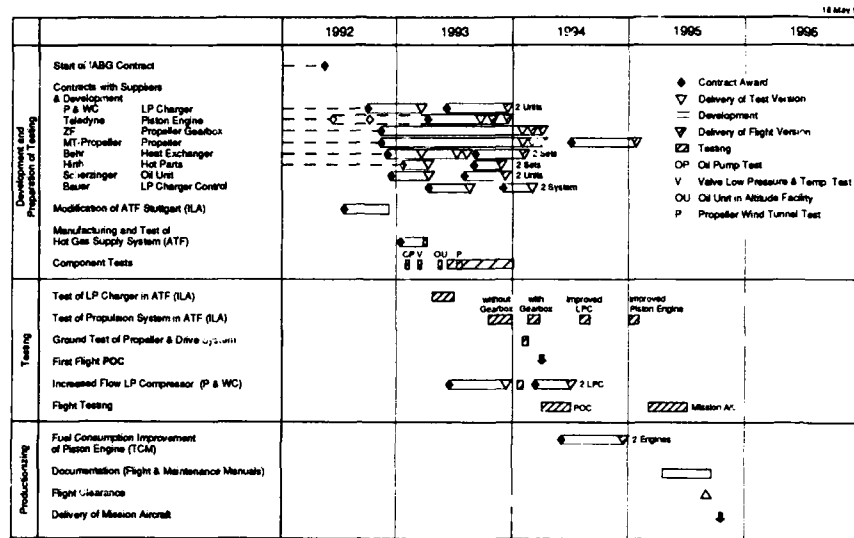 18 May
1992 1993 1994 1995 1996
Development and
Preparation of Testing
Start of IABG Contract
Contracts with Suppliers
& Development
P & WC LP Charger 2 Units
Teledyne Piston Engine
ZF Propeller Gearbox
MT-Propeller Propeller
Behr Heat Exchanger 2 Sets
Hirth Hot Parts 2 Sets
Scherzinger Oil Unit 2 Units
Bauer LP Charger Control 2 System
Modification of ATF Stuttgart (ILA)
Manufacturing and Test of
Hot Gas Supply System (ATF)
OP V OU P
Component Tests
Contract Award
Delivery of Test Version
Development
Delivery of Flight Version
Testing
OP Oil Pump Test
V Valve Low Pressure & Temp. Test
OU Oil Unit in Altitude Facility
P Propeller Wind Tunnel Test
Testing
Test of LP Charger in ATF (ILA)
without Gearbox with Gearbox Improved LPC Improved Piston Engine
Test of Propulsion System in ATF (ILA)
Ground Test of Propeller & Drive System
First Flight POC
Increased Flow LP Compressor (P & WC) 2 LPC
Flight Testing POC Mission
Productionizing
Fuel Consumption Improvement
of Piston Engine (TCM) 2 Engines
Documentation (Flight & Maintenance Manuals)
Flight Clearance
Delivery of Mission Aircraft